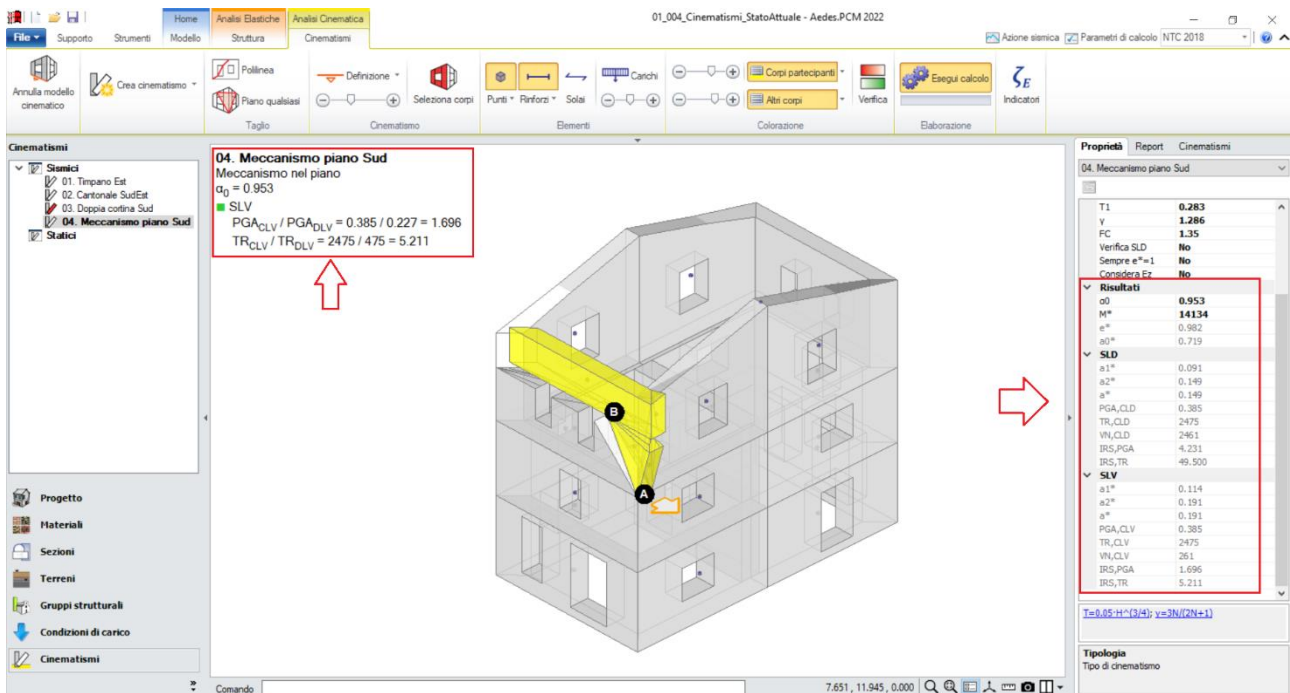 01_004_Cinematismi_StatoAttuale - Aedes.PCM 2022
Home Analisi Elastiche Analisi Cinematica
File Supporto Strumenti Modello Struttura Cinematismi
Azione sismica Parametri di calcolo NTC 2018
Annulla modello cinematico
Crea cinematismo
Polilinea
Piano qualsiasi
Taglio
Definizione
Seleziona corpi
Cinematismo
Punti Rinforzi Solai
Carichi
Elementi
Corpi partecipanti
Altri corpi
Verifica
Colorazione
Esegui calcolo
Elaborazione
ζE
Indicatori
Cinematismi
Sismici
01. Timpano Est
02. Cantonale SudEst
03. Doppia cortina Sud
04. Meccanismo piano Sud
Statici
Progetto
Materiali
Sezioni
Terreni
Gruppi strutturali
Condizioni di carico
Cinematismi
04. Meccanismo piano Sud
Meccanismo nel piano
α0 = 0.953
SLV
PGACLV / PGADLV = 0.385 / 0.227 = 1.696
TRCLV / TRDLV = 2475 / 475 = 5.211
B
A
Comando
7.651 , 11.945 , 0.000
Proprietà Report Cinematismi
04. Meccanismo piano Sud
T1 0.283
γ 1.286
FC 1.35
Verifica SLD No
Sempre e*=1 No
Considera Ez No
Risultati
α0 0.953
M* 14134
e* 0.982
a0* 0.719
SLD
a1* 0.091
a2* 0.149
a* 0.149
PGA,CLD 0.385
TR,CLD 2475
VN,CLD 2461
IRS,PGA 4.231
IRS,TR 49.500
SLV
a1* 0.114
a2* 0.191
a* 0.191
PGA,CLV 0.385
TR,CLV 2475
VN,CLV 261
IRS,PGA 1.696
IRS,TR 5.211
T=0.05·H^(3/4); γ=3N/(2N+1)
Tipologia
Tipo di cinematismo